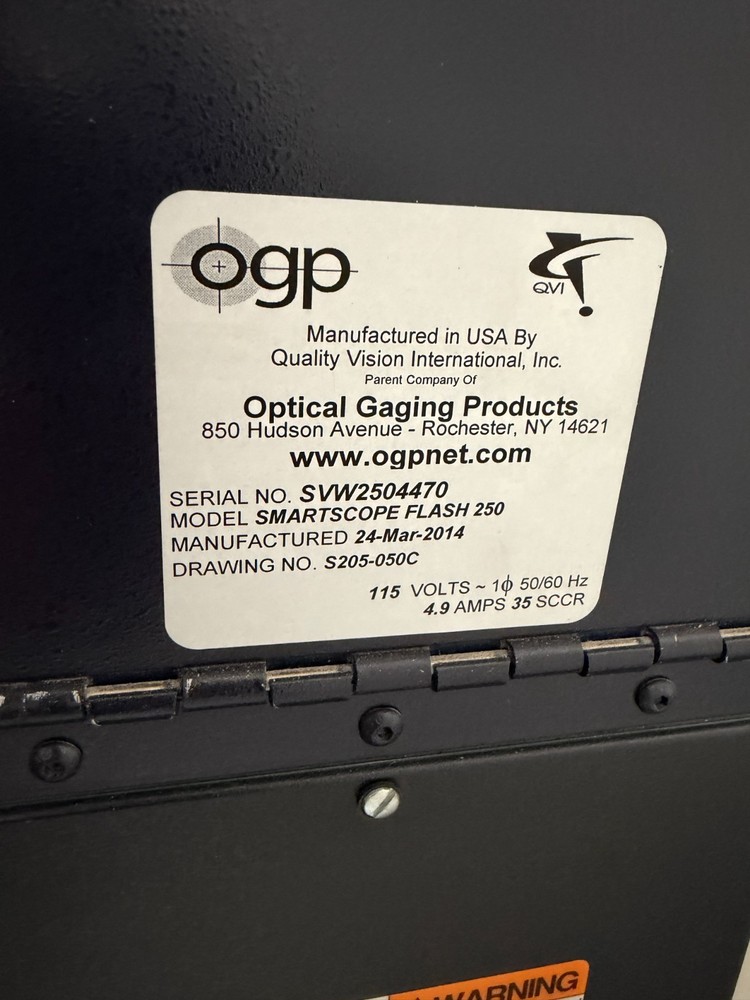 ogp
QVI
Manufactured in USA By
Quality Vision International, Inc.
Parent Company Of
Optical Gaging Products
850 Hudson Avenue - Rochester, NY 14621
www.ogpnet.com
SERIAL NO. SVW2504470
MODEL SMARTSCOPE FLASH 250
MANUFACTURED 24-Mar-2014
DRAWING NO. S205-050C
115 VOLTS ~ 1ϕ 50/60 Hz
4.9 AMPS 35 SCCR
WARNING